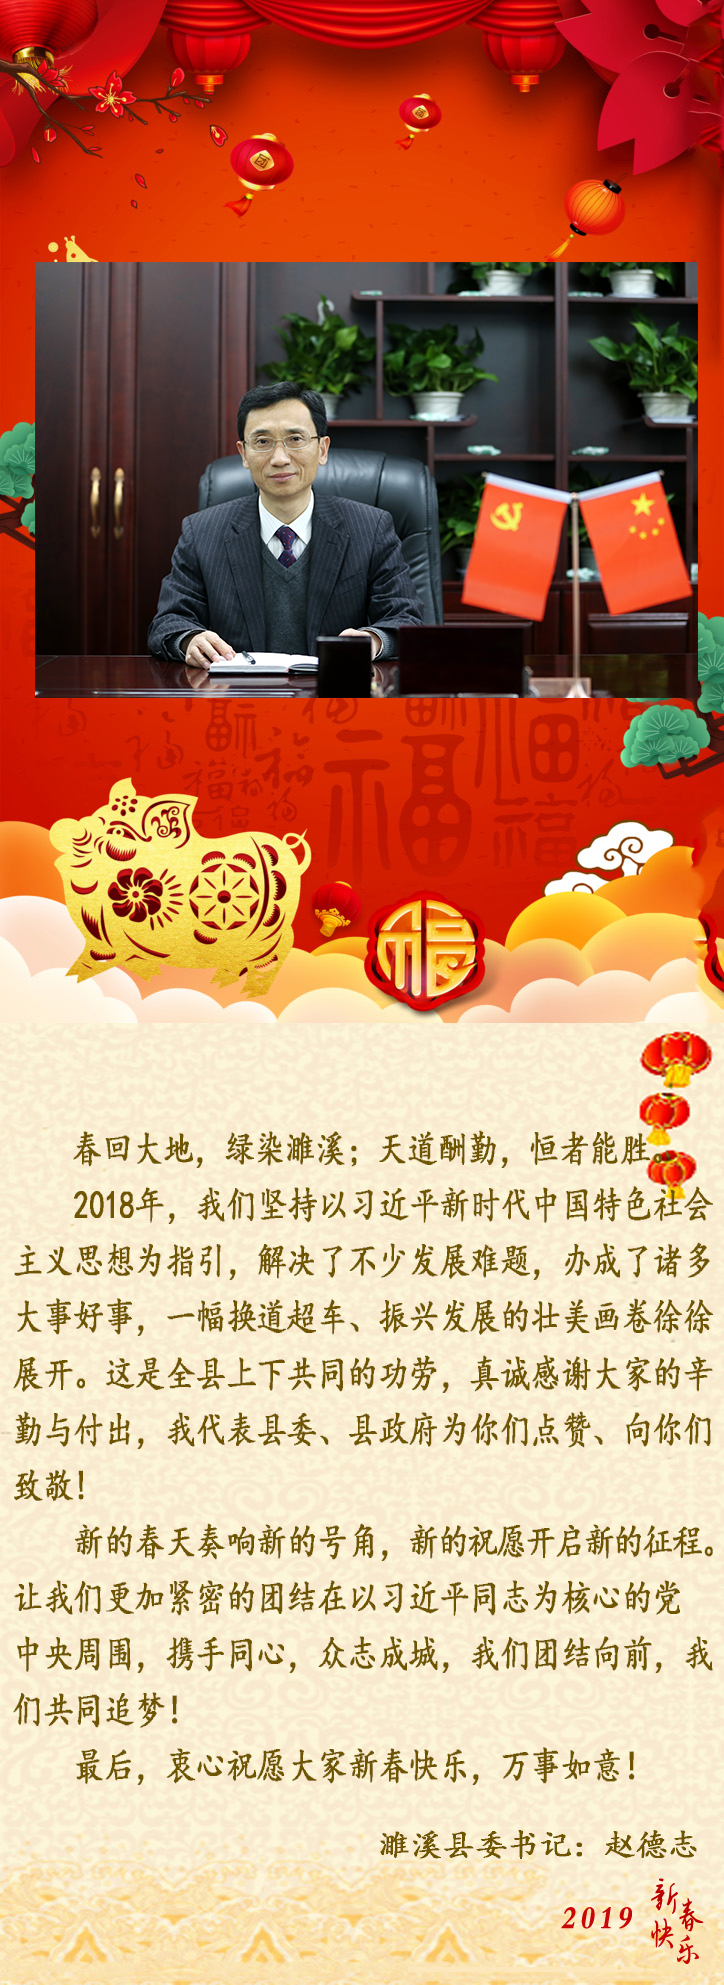 福
春回大地，绿染濉溪；天道酬勤，恒者能胜。
2018年，我们坚持以习近平新时代中国特色社会
主义思想为指引，解决了不少发展难题，办成了诸多
大事好事，一幅换道超车、振兴发展的壮美画卷徐徐
展开。这是全县上下共同的功劳，真诚感谢大家的辛
勤与付出，我代表县委、县政府为你们点赞、向你们
致敬！
新的春天奏响新的号角，新的祝愿开启新的征程。
让我们更加紧密的团结在以习近平同志为核心的党
中央周围，携手同心，众志成城，我们团结向前，我
们共同追梦！
最后，衷心祝愿大家新春快乐，万事如意！
濉溪县委书记：赵德志
2019 新春快乐